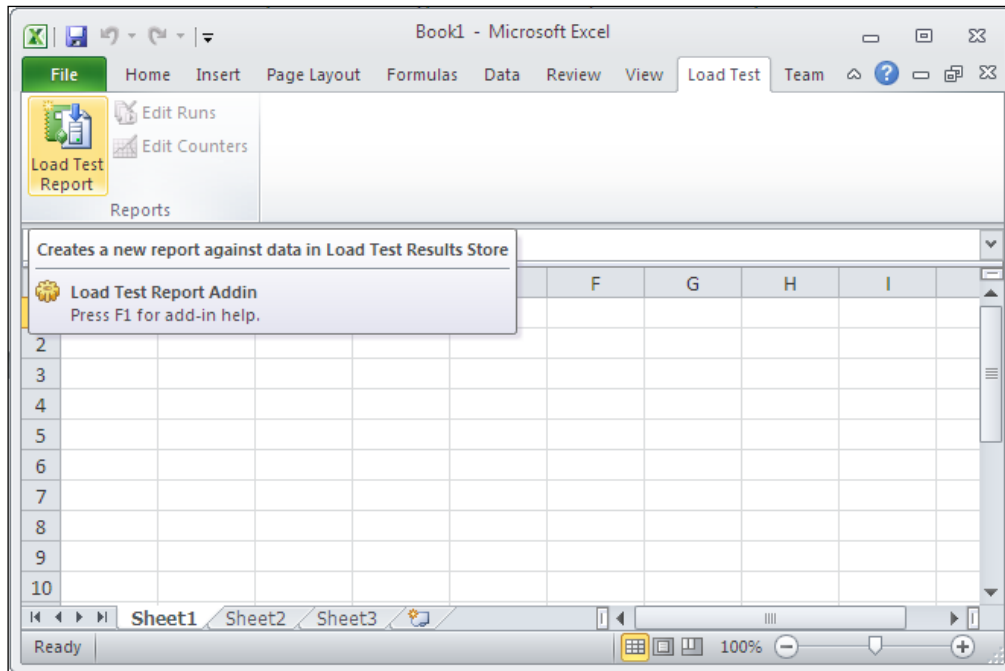 Book1 - Microsoft Excel
File Home Insert Page Layout Formulas Data Review View Load Test Team
Load Test Report
Edit Runs
Edit Counters
Reports
Creates a new report against data in Load Test Results Store
Load Test Report Addin
Press F1 for add-in help.
F G H I
2
3
4
5
6
7
8
9
10
Sheet1 Sheet2 Sheet3
Ready 100%